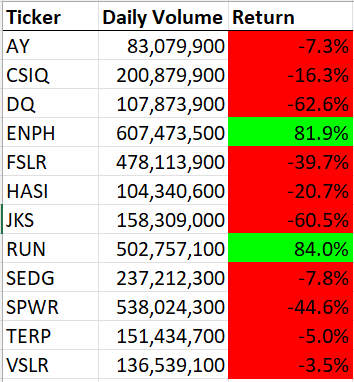 Ticker Daily Volume Return
AY 83,079,900 -7.3%
CSIQ 200,879,900 -16.3%
DQ 107,873,900 -62.6%
ENPH 607,473,500 81.9%
FSLR 478,113,900 -39.7%
HASI 104,340,600 -20.7%
JKS 158,309,000 -60.5%
RUN 502,757,100 84.0%
SEDG 237,212,300 -7.8%
SPWR 538,024,300 -44.6%
TERP 151,434,700 -5.0%
VSLR 136,539,100 -3.5%